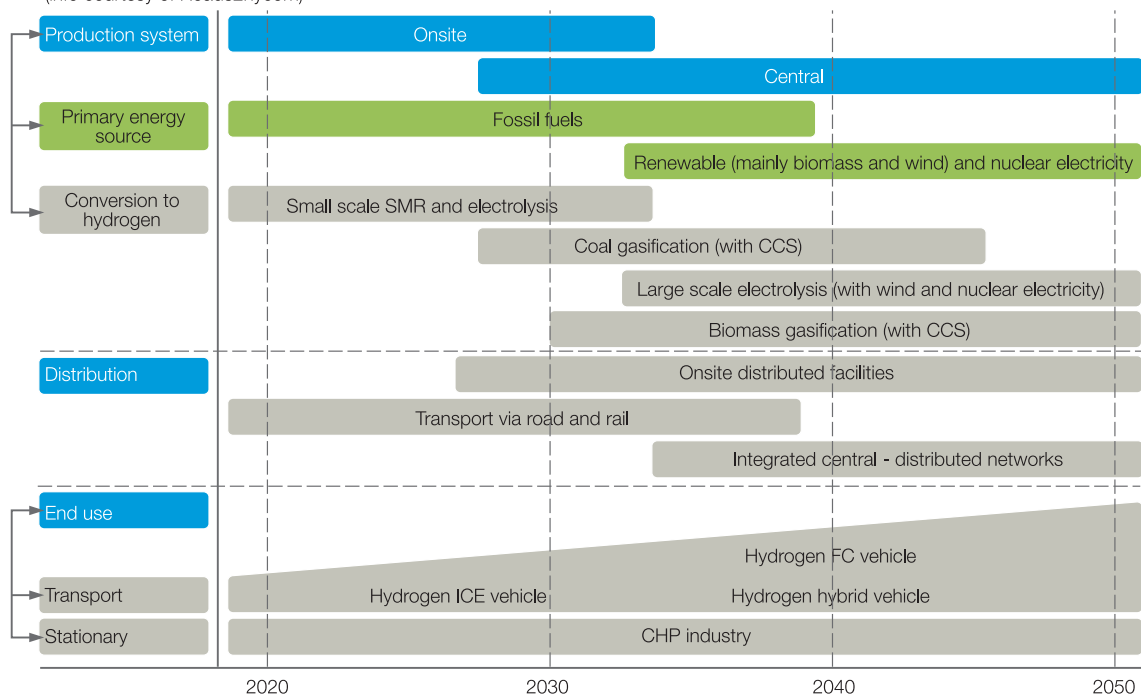 Production system
Onsite
Central
Primary energy
source
Fossil fuels
Renewable (mainly biomass and wind) and nuclear electricity
Conversion to
hydrogen
Small scale SMR and electrolysis
Coal gasification (with CCS)
Large scale electrolysis (with wind and nuclear electricity)
Biomass gasification (with CCS)
Distribution
Onsite distributed facilities
Transport via road and rail
Integrated central - distributed networks
End use
Hydrogen FC vehicle
Transport
Hydrogen ICE vehicle
Hydrogen hybrid vehicle
Stationary
CHP industry
2020
2030
2040
2050